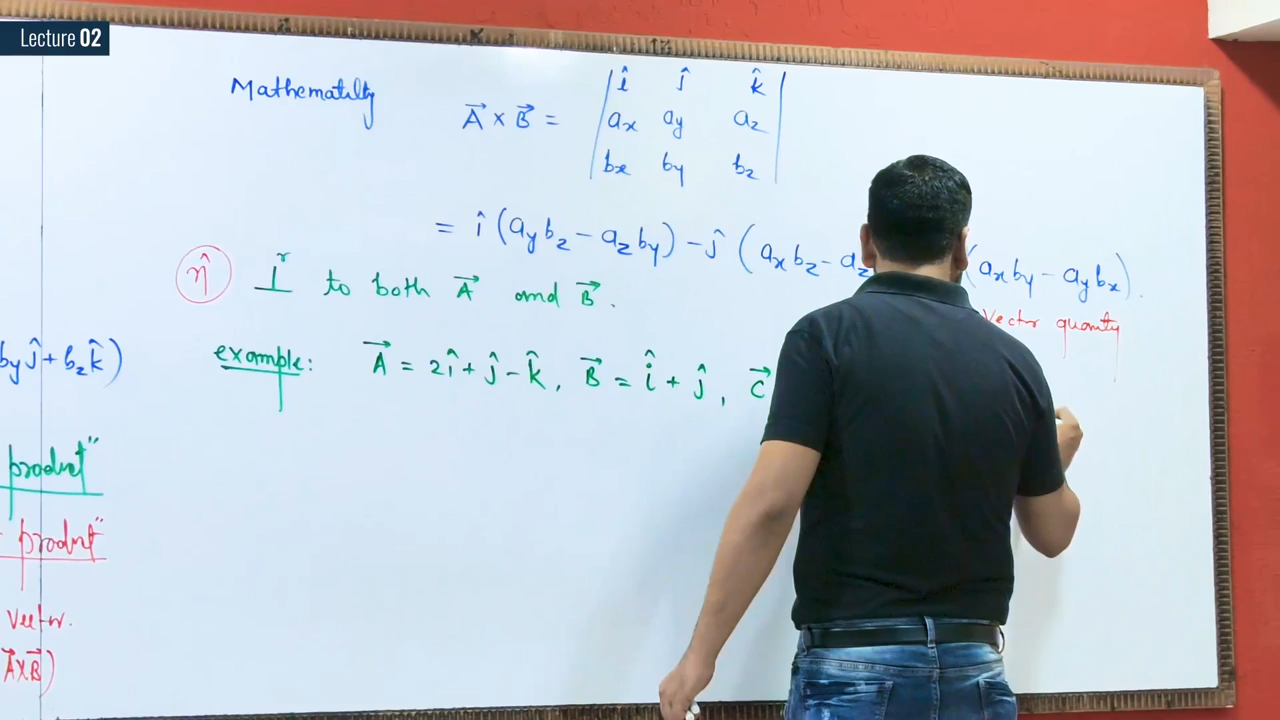 Lecture 02
Mathematilly
A⃗ × B⃗ = | î ĵ k̂ |
| ax ay az |
| bx by bz |
= î (ay bz − az by) − ĵ (ax bz − az (ax by − ay bx).
Vector quantity
η̂ ⊥r to both A⃗ and B⃗.
example: A⃗ = 2î + ĵ − k̂, B⃗ = î + ĵ, C⃗
by ĵ + bz k̂)
product"
product"
vector.
A⃗×B⃗)